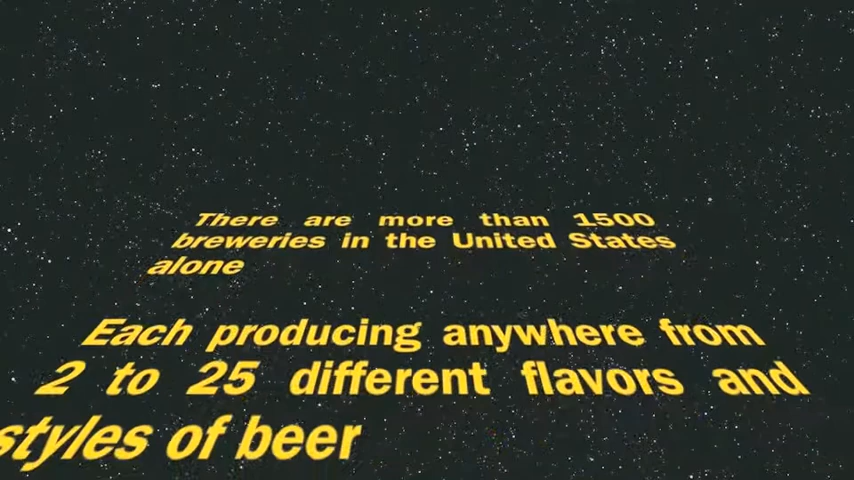 There are more than 1500
breweries in the United States
alone
Each producing anywhere from
2 to 25 different flavors and
styles of beer